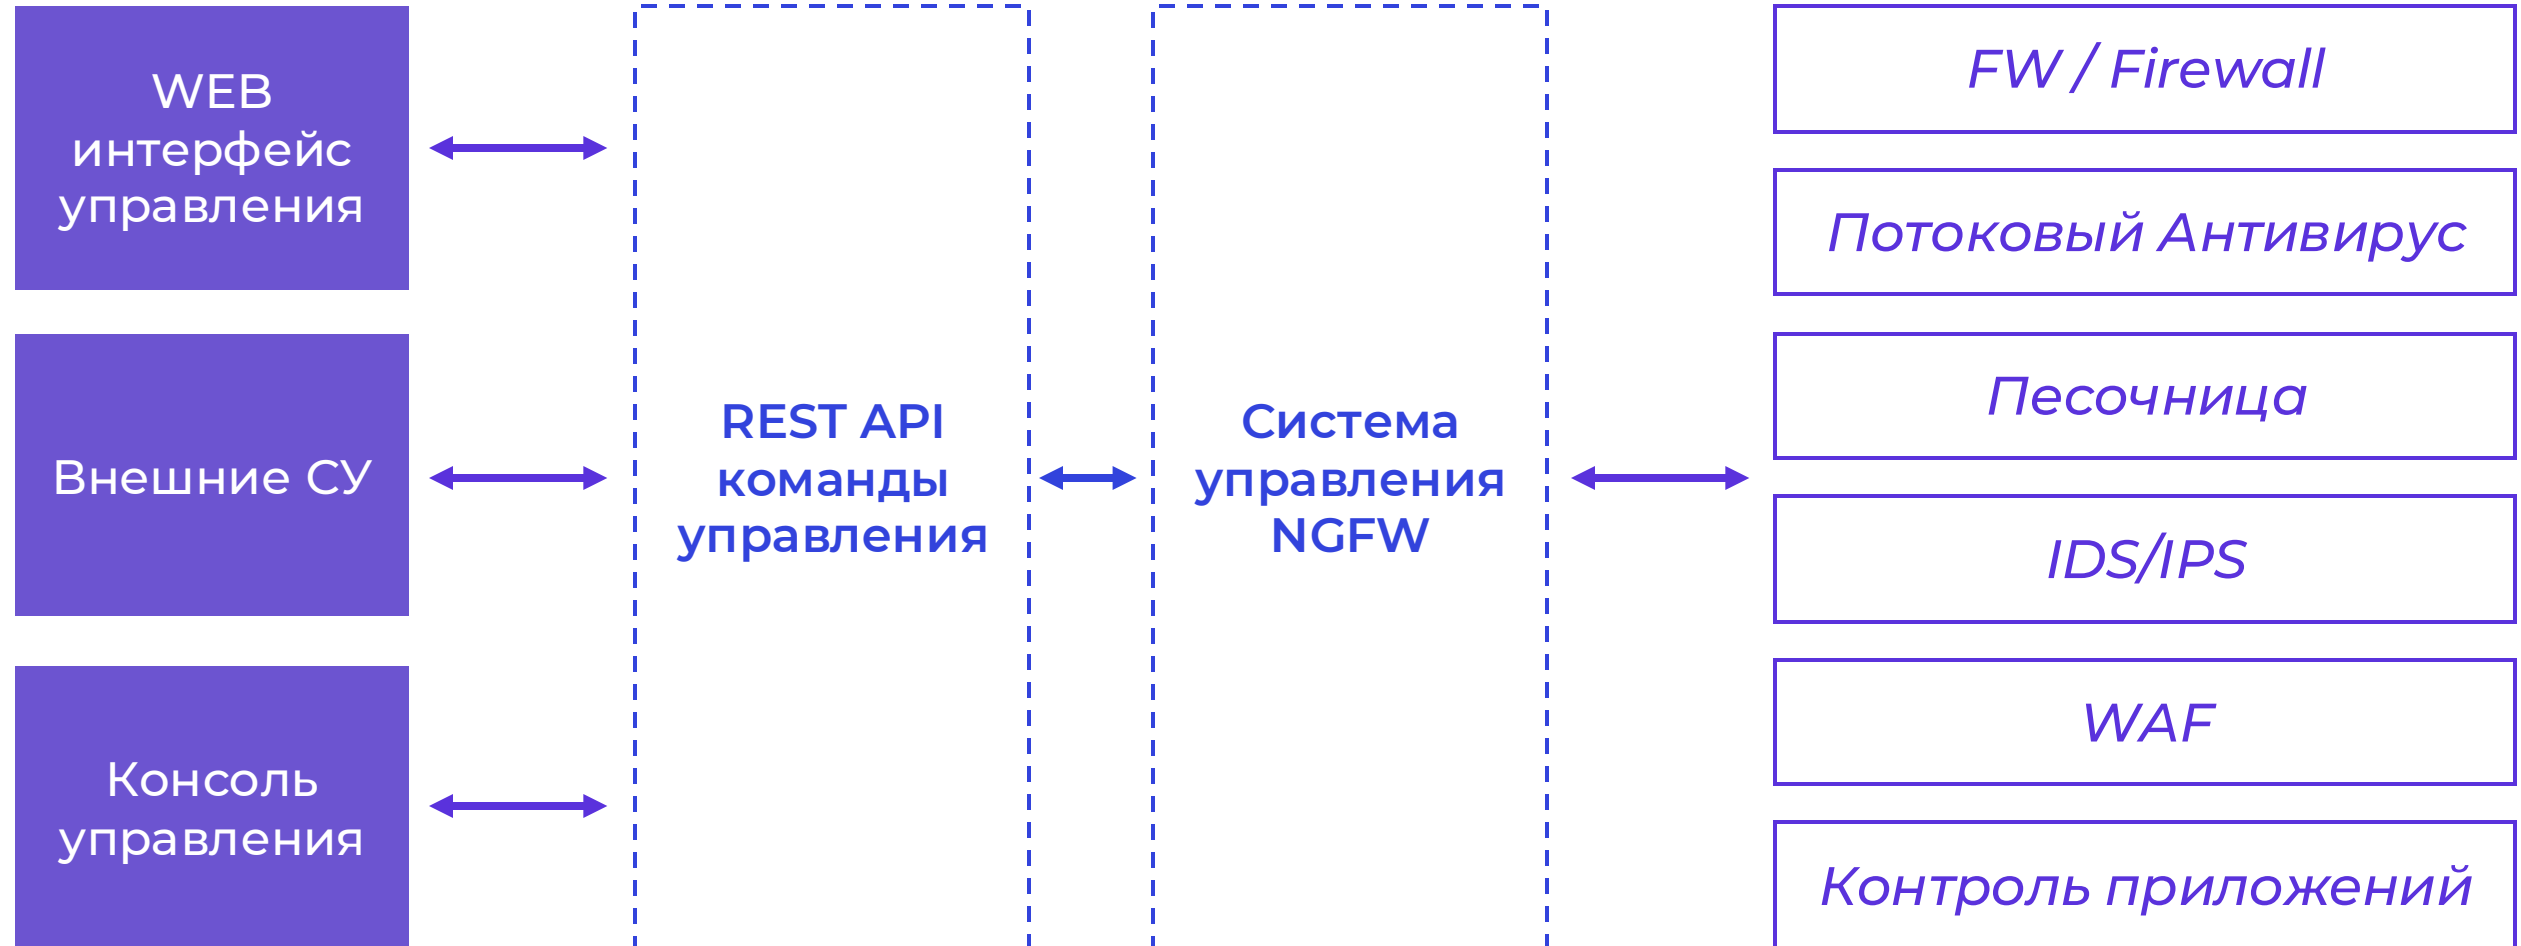 WEB
интерфейс
управления
Внешние СУ
Консоль
управления
REST API
команды
управления
Система
управления
NGFW
FW / Firewall
Потоковый Антивирус
Песочница
IDS/IPS
WAF
Контроль приложений